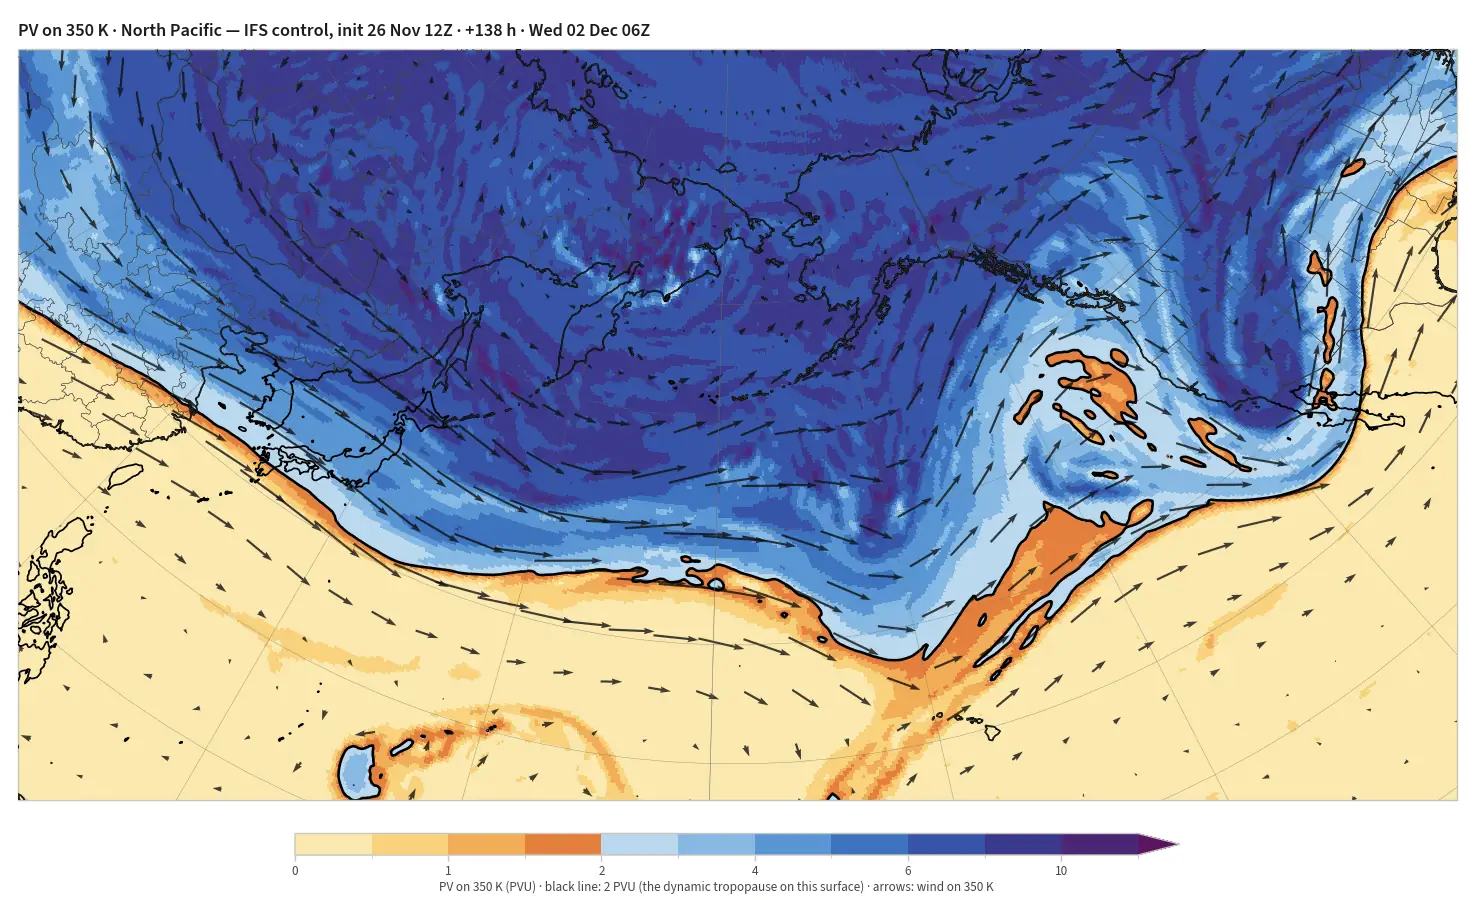 PV on 350 K · North Pacific — IFS control, init 26 Nov 12Z · +138 h · Wed 02 Dec 06Z
0 1 2 4 6 10
PV on 350 K (PVU) · black line: 2 PVU (the dynamic tropopause on this surface) · arrows: wind on 350 K